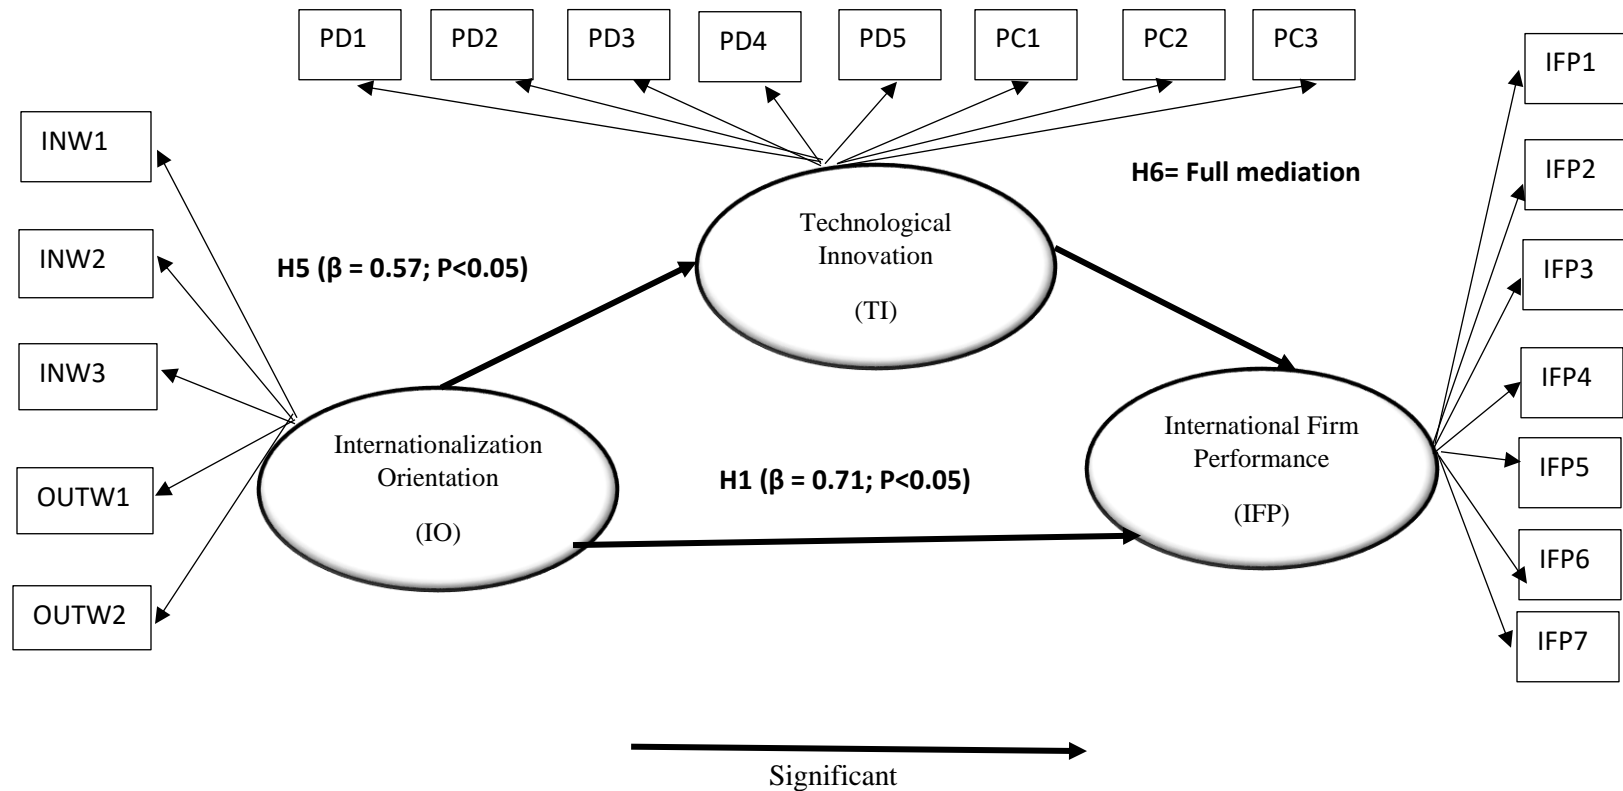 PD1
PD2
PD3
PD4
PD5
PC1
PC2
PC3
IFP1
INW1
IFP2
H6= Full mediation
Technological
Innovation
(TI)
INW2
H5 (β = 0.57; P<0.05)
IFP3
INW3
IFP4
Internationalization
Orientation
(IO)
International Firm
Performance
(IFP)
H1 (β = 0.71; P<0.05)
IFP5
OUTW1
IFP6
OUTW2
IFP7
Significant